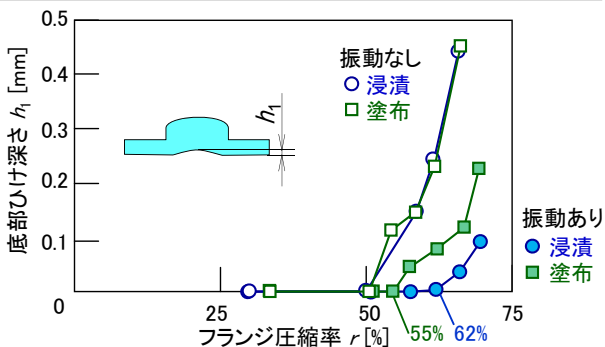 0.5
0.4
0.3
0.2
0.1
0
底部ひけ深さ h1 [mm]
振動なし
浸漬
塗布
h1
振動あり
浸漬
塗布
25
50
75
55%
62%
フランジ圧縮率 r [%]